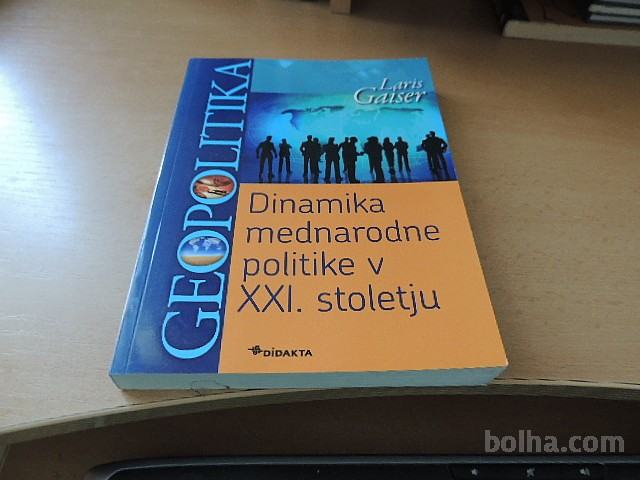 GEOPOLITIKA
Laris
Gaiser
Dinamika
mednarodne
politike v
XXI. stoletju
DIDAKTA
bolha.com